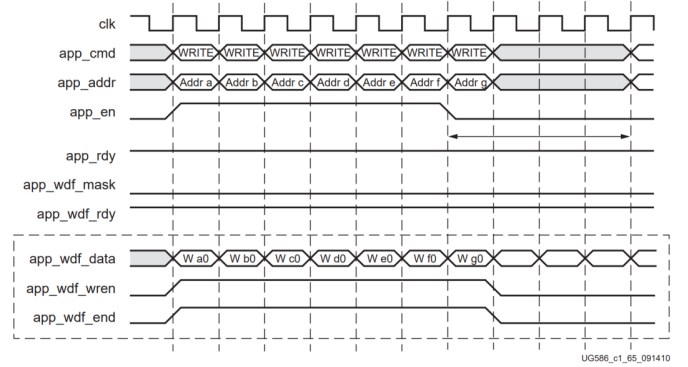 clk
app_cmd WRITE WRITE WRITE WRITE WRITE WRITE WRITE
app_addr Addr a Addr b Addr c Addr d Addr e Addr f Addr g
app_en
app_rdy
app_wdf_mask
app_wdf_rdy
app_wdf_data W a0 W b0 W c0 W d0 W e0 W f0 W g0
app_wdf_wren
app_wdf_end
UG586_c1_65_091410